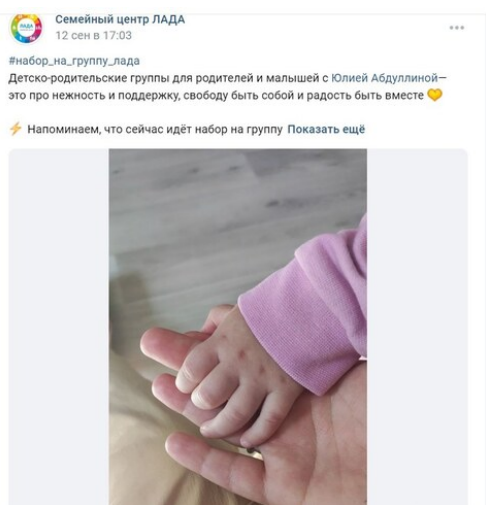 Семейный центр ЛАДА
ЛАДА
12 сен в 17:03
#набор_на_группу_лада
Детско-родительские группы для родителей и малышей с Юлией Абдуллиной—
это про нежность и поддержку, свободу быть собой и радость быть вместе
Напоминаем, что сейчас идёт набор на группу Показать ещё